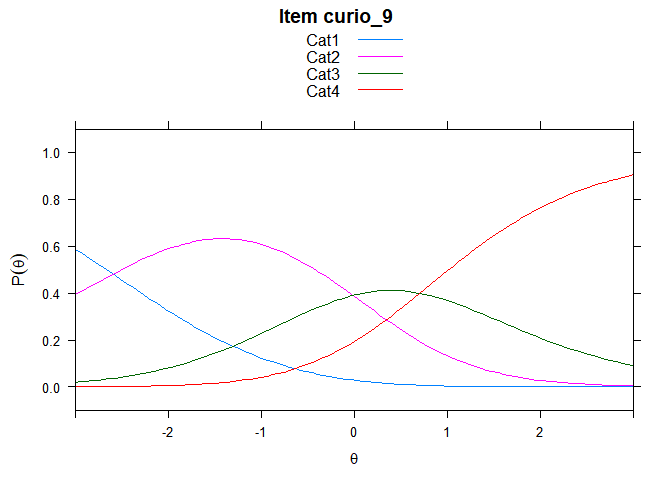 Item curio_9
Cat1
Cat2
Cat3
Cat4
P(θ)
1.0
0.8
0.6
0.4
0.2
0.0
-2 -1 0 1 2
θ